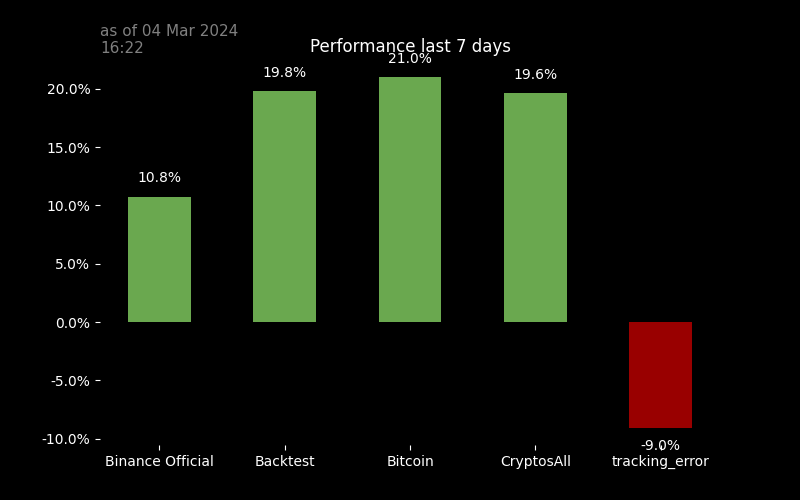 as of 04 Mar 2024
16:22
Performance last 7 days
21.0%
19.8%
19.6%
10.8%
-9.0%
20.0%
15.0%
10.0%
5.0%
0.0%
-5.0%
-10.0%
Binance Official
Backtest
Bitcoin
CryptosAll
tracking_error